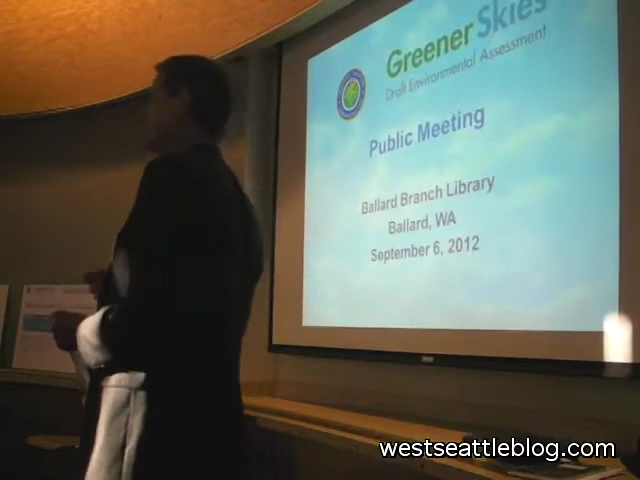 Greener Skies
Draft Environmental Assessment
Public Meeting
Ballard Branch Library
Ballard, WA
September 6, 2012
westseattleblog.com